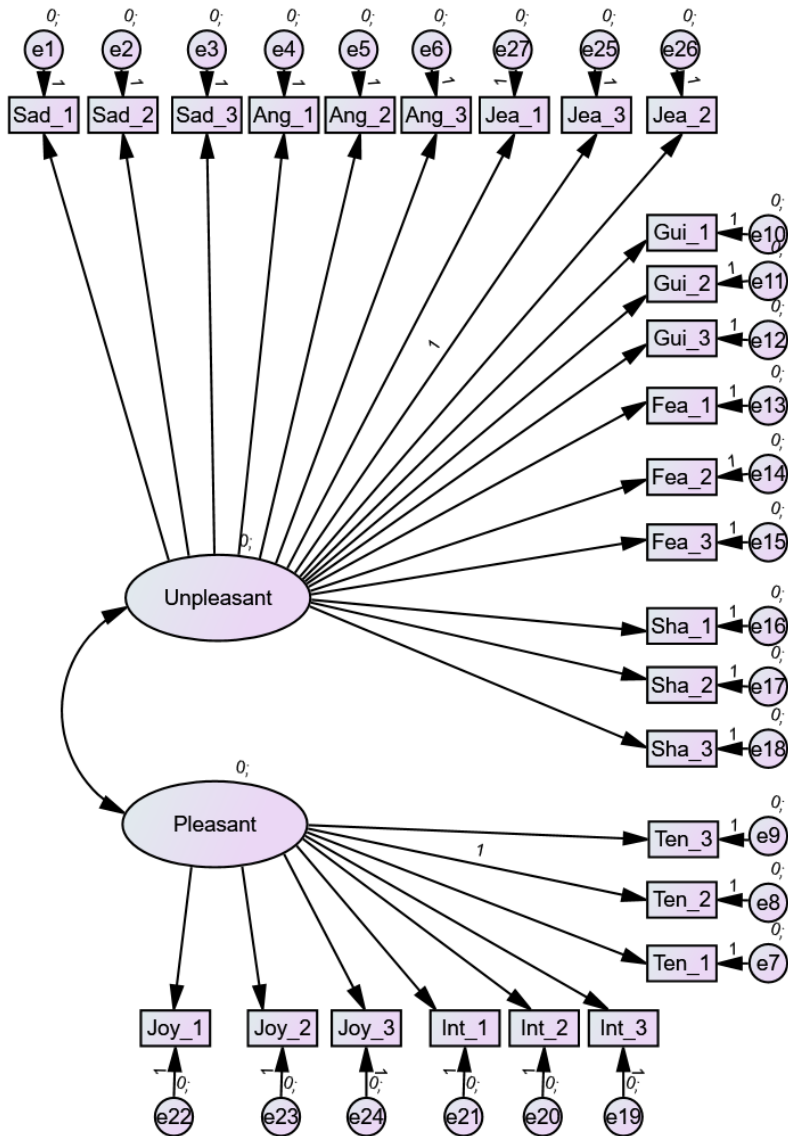 0; 0; 0; 0; 0; 0; 0; 0; 0;
e1 e2 e3 e4 e5 e6 e27 e25 e26
1 1 1 1 1 1 1 1 1
Sad_1 Sad_2 Sad_3 Ang_1 Ang_2 Ang_3 Jea_1 Jea_3 Jea_2
0;
Gui_1 1 e10
0;
Gui_2 1 e11
0;
Gui_3 1 e12
1
0;
Fea_1 1 e13
0;
Fea_2 1 e14
0;
Fea_3 1 e15
0;
Unpleasant
0;
Sha_1 1 e16
0;
Sha_2 1 e17
0;
Sha_3 1 e18
0;
Pleasant
0;
Ten_3 1 e9
1
0;
Ten_2 1 e8
0;
Ten_1 1 e7
Joy_1 Joy_2 Joy_3 Int_1 Int_2 Int_3
1 0; 1 0; 1 0; 1 0; 1 0; 1 0;
e22 e23 e24 e21 e20 e19